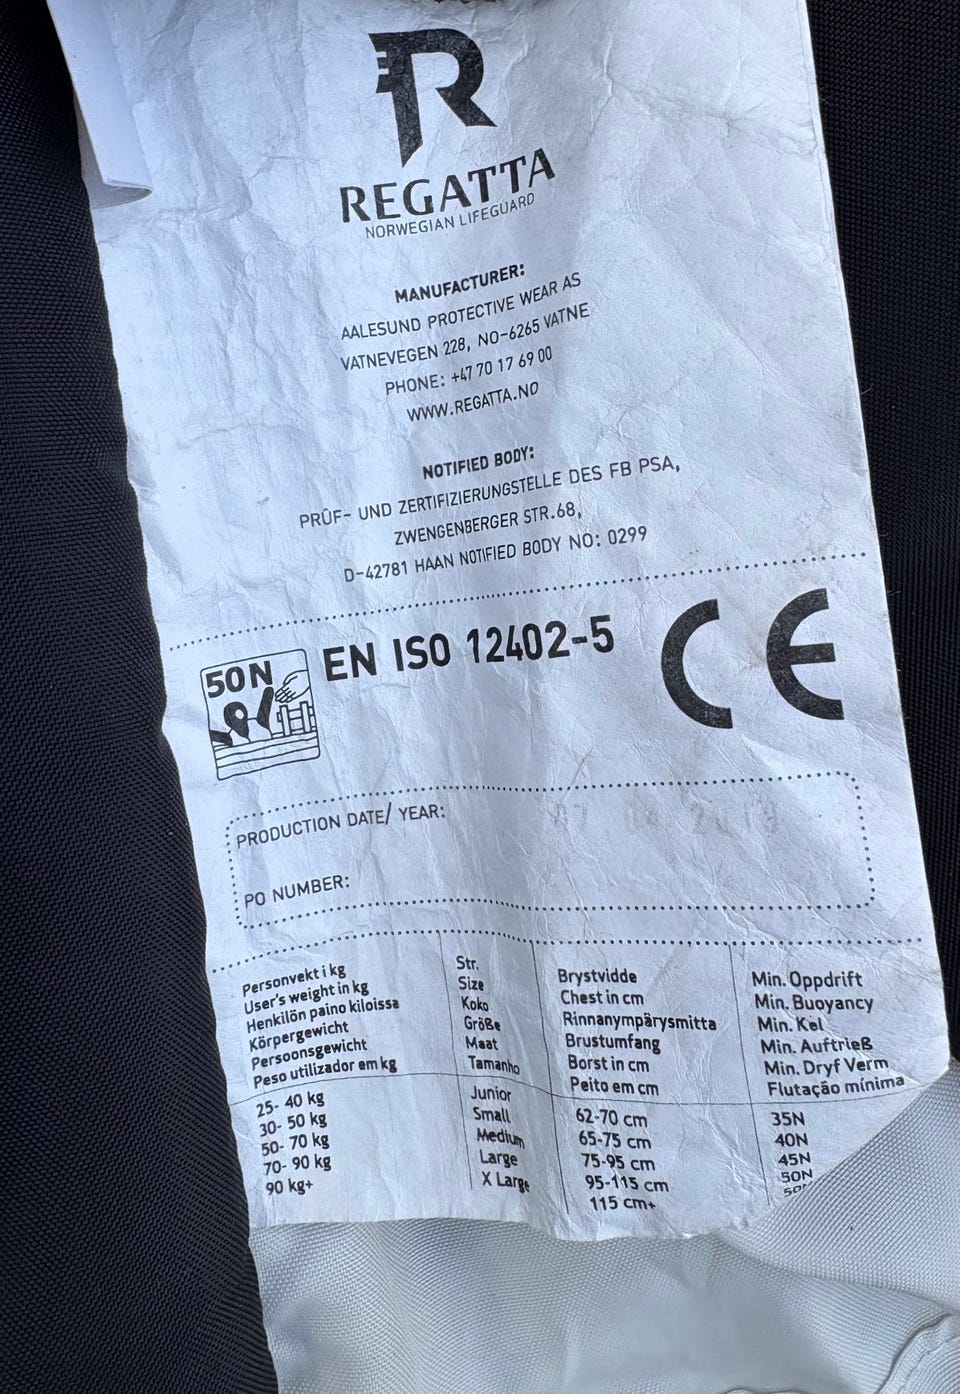 REGATTA
NORWEGIAN LIFEGUARD
MANUFACTURER:
AALESUND PROTECTIVE WEAR AS
VATNEVEGEN 228, NO-6265 VATNE
PHONE: +47 70 17 69 00
WWW.REGATTA.NO
NOTIFIED BODY:
PRÛF- UND ZERTIFIZIERUNGSTELLE DES FB PSA,
ZWENGENBERGER STR.68,
D-42781 HAAN NOTIFIED BODY NO: 0299
50N EN ISO 12402-5 CE
PRODUCTION DATE/ YEAR:
PO NUMBER:
Personvekt i kg Str. Brystvidde Min. Oppdrift
User's weight in kg Size Chest in cm Min. Buoyancy
Henkilön paino kiloissa Koko Rinnanympärysmitta Min. Kel
Körpergewicht Größe Brustumfang Min. Auftrieß
Persoonsgewicht Maat Borst in cm Min. Dryf Verm
Peso utilizador em kg Tamanho Peito em cm Flutação mínima
25- 40 kg Junior 62-70 cm 35N
30- 50 kg Small 65-75 cm 40N
50- 70 kg Medium 75-95 cm 45N
70- 90 kg Large 95-115 cm 50N
90 kg+ X Large 115 cm+